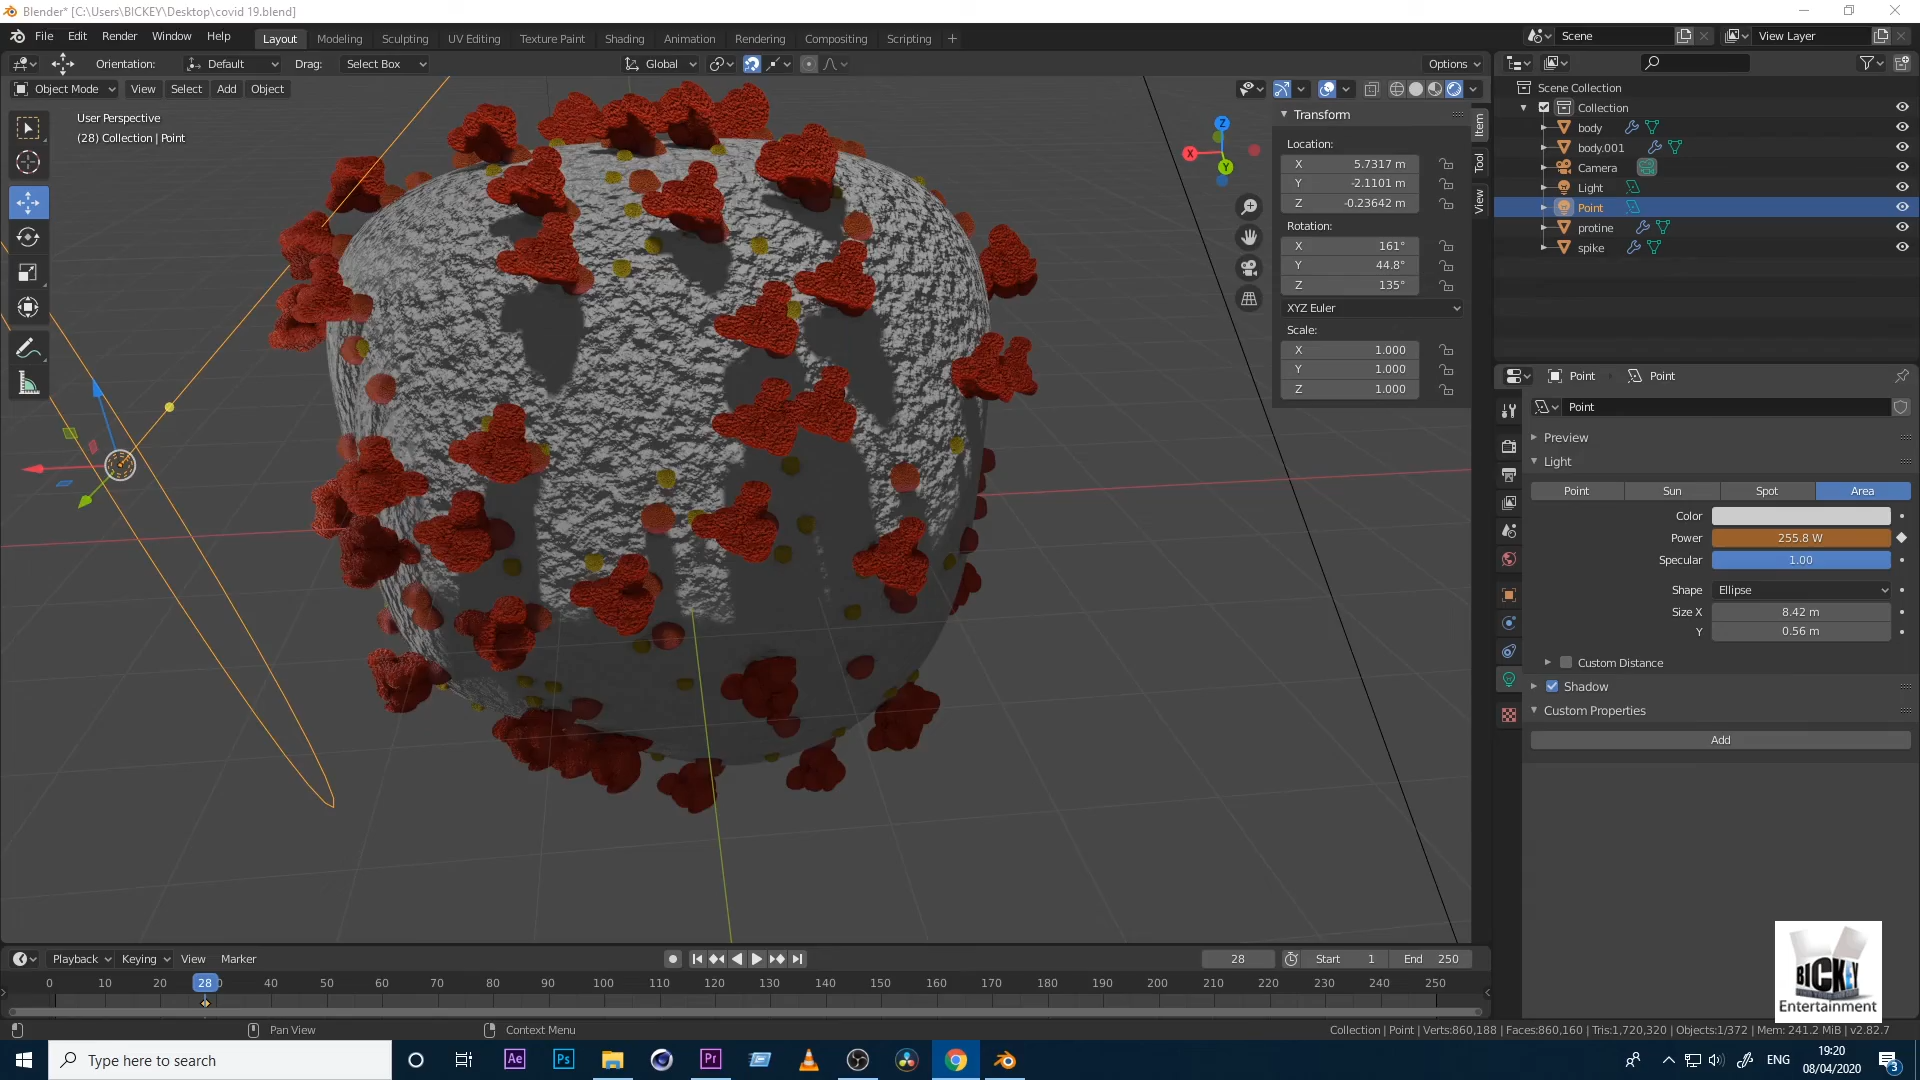 Blender* [C:\Users\BICKEY\Desktop\covid 19.blend]
File Edit Render Window Help Layout Modeling Sculpting UV Editing Texture Paint Shading Animation Rendering Compositing Scripting + Scene View Layer
Orientation: Default Drag: Select Box Global Options
Object Mode View Select Add Object
User Perspective
(28) Collection | Point
Z
X
Y
Transform
Location:
X 5.7317 m
Y -2.1101 m
Z -0.23642 m
Rotation:
X 161°
Y 44.8°
Z 135°
XYZ Euler
Scale:
X 1.000
Y 1.000
Z 1.000
Item
Tool
View
Scene Collection
Collection
body
body.001
Camera
Light
Point
protine
spike
Point Point
Point
Preview
Light
Point Sun Spot Area
Color
Power 255.8 W
Specular 1.00
Shape Ellipse
Size X 8.42 m
Y 0.56 m
Custom Distance
Shadow
Custom Properties
Add
BICKEY
Entertainment
Playback Keying View Marker 28 Start 1 End 250
0 10 20 28 40 50 60 70 80 90 100 110 120 130 140 150 160 170 180 190 200 210 220 230 240 250
Pan View Context Menu Collection | Point | Verts:860,188 | Faces:860,160 | Tris:1,720,320 | Objects:1/372 | Mem: 241.2 MiB | v2.82.7
Type here to search Ae Ps Pr ENG 19:20
08/04/2020 3